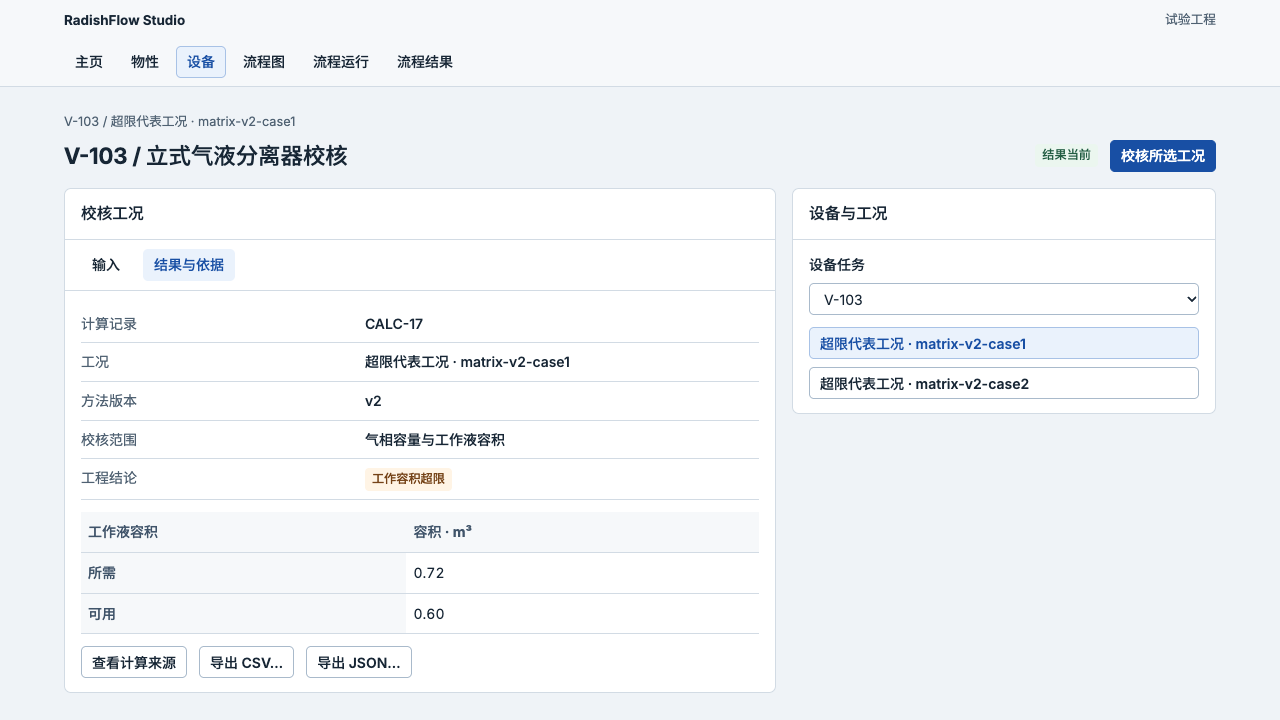 RadishFlow Studio
试验工程
主页 物性 设备 流程图 流程运行 流程结果
V-103 / 超限代表工况 · matrix-v2-case1
V-103 / 立式气液分离器校核
结果当前
校核所选工况
校核工况
输入 结果与依据
计算记录 CALC-17
工况 超限代表工况 · matrix-v2-case1
方法版本 v2
校核范围 气相容量与工作液容积
工程结论 工作容积超限
工作液容积 容积 · m³
所需 0.72
可用 0.60
查看计算来源 导出 CSV... 导出 JSON...
设备与工况
设备任务
V-103
超限代表工况 · matrix-v2-case1
超限代表工况 · matrix-v2-case2